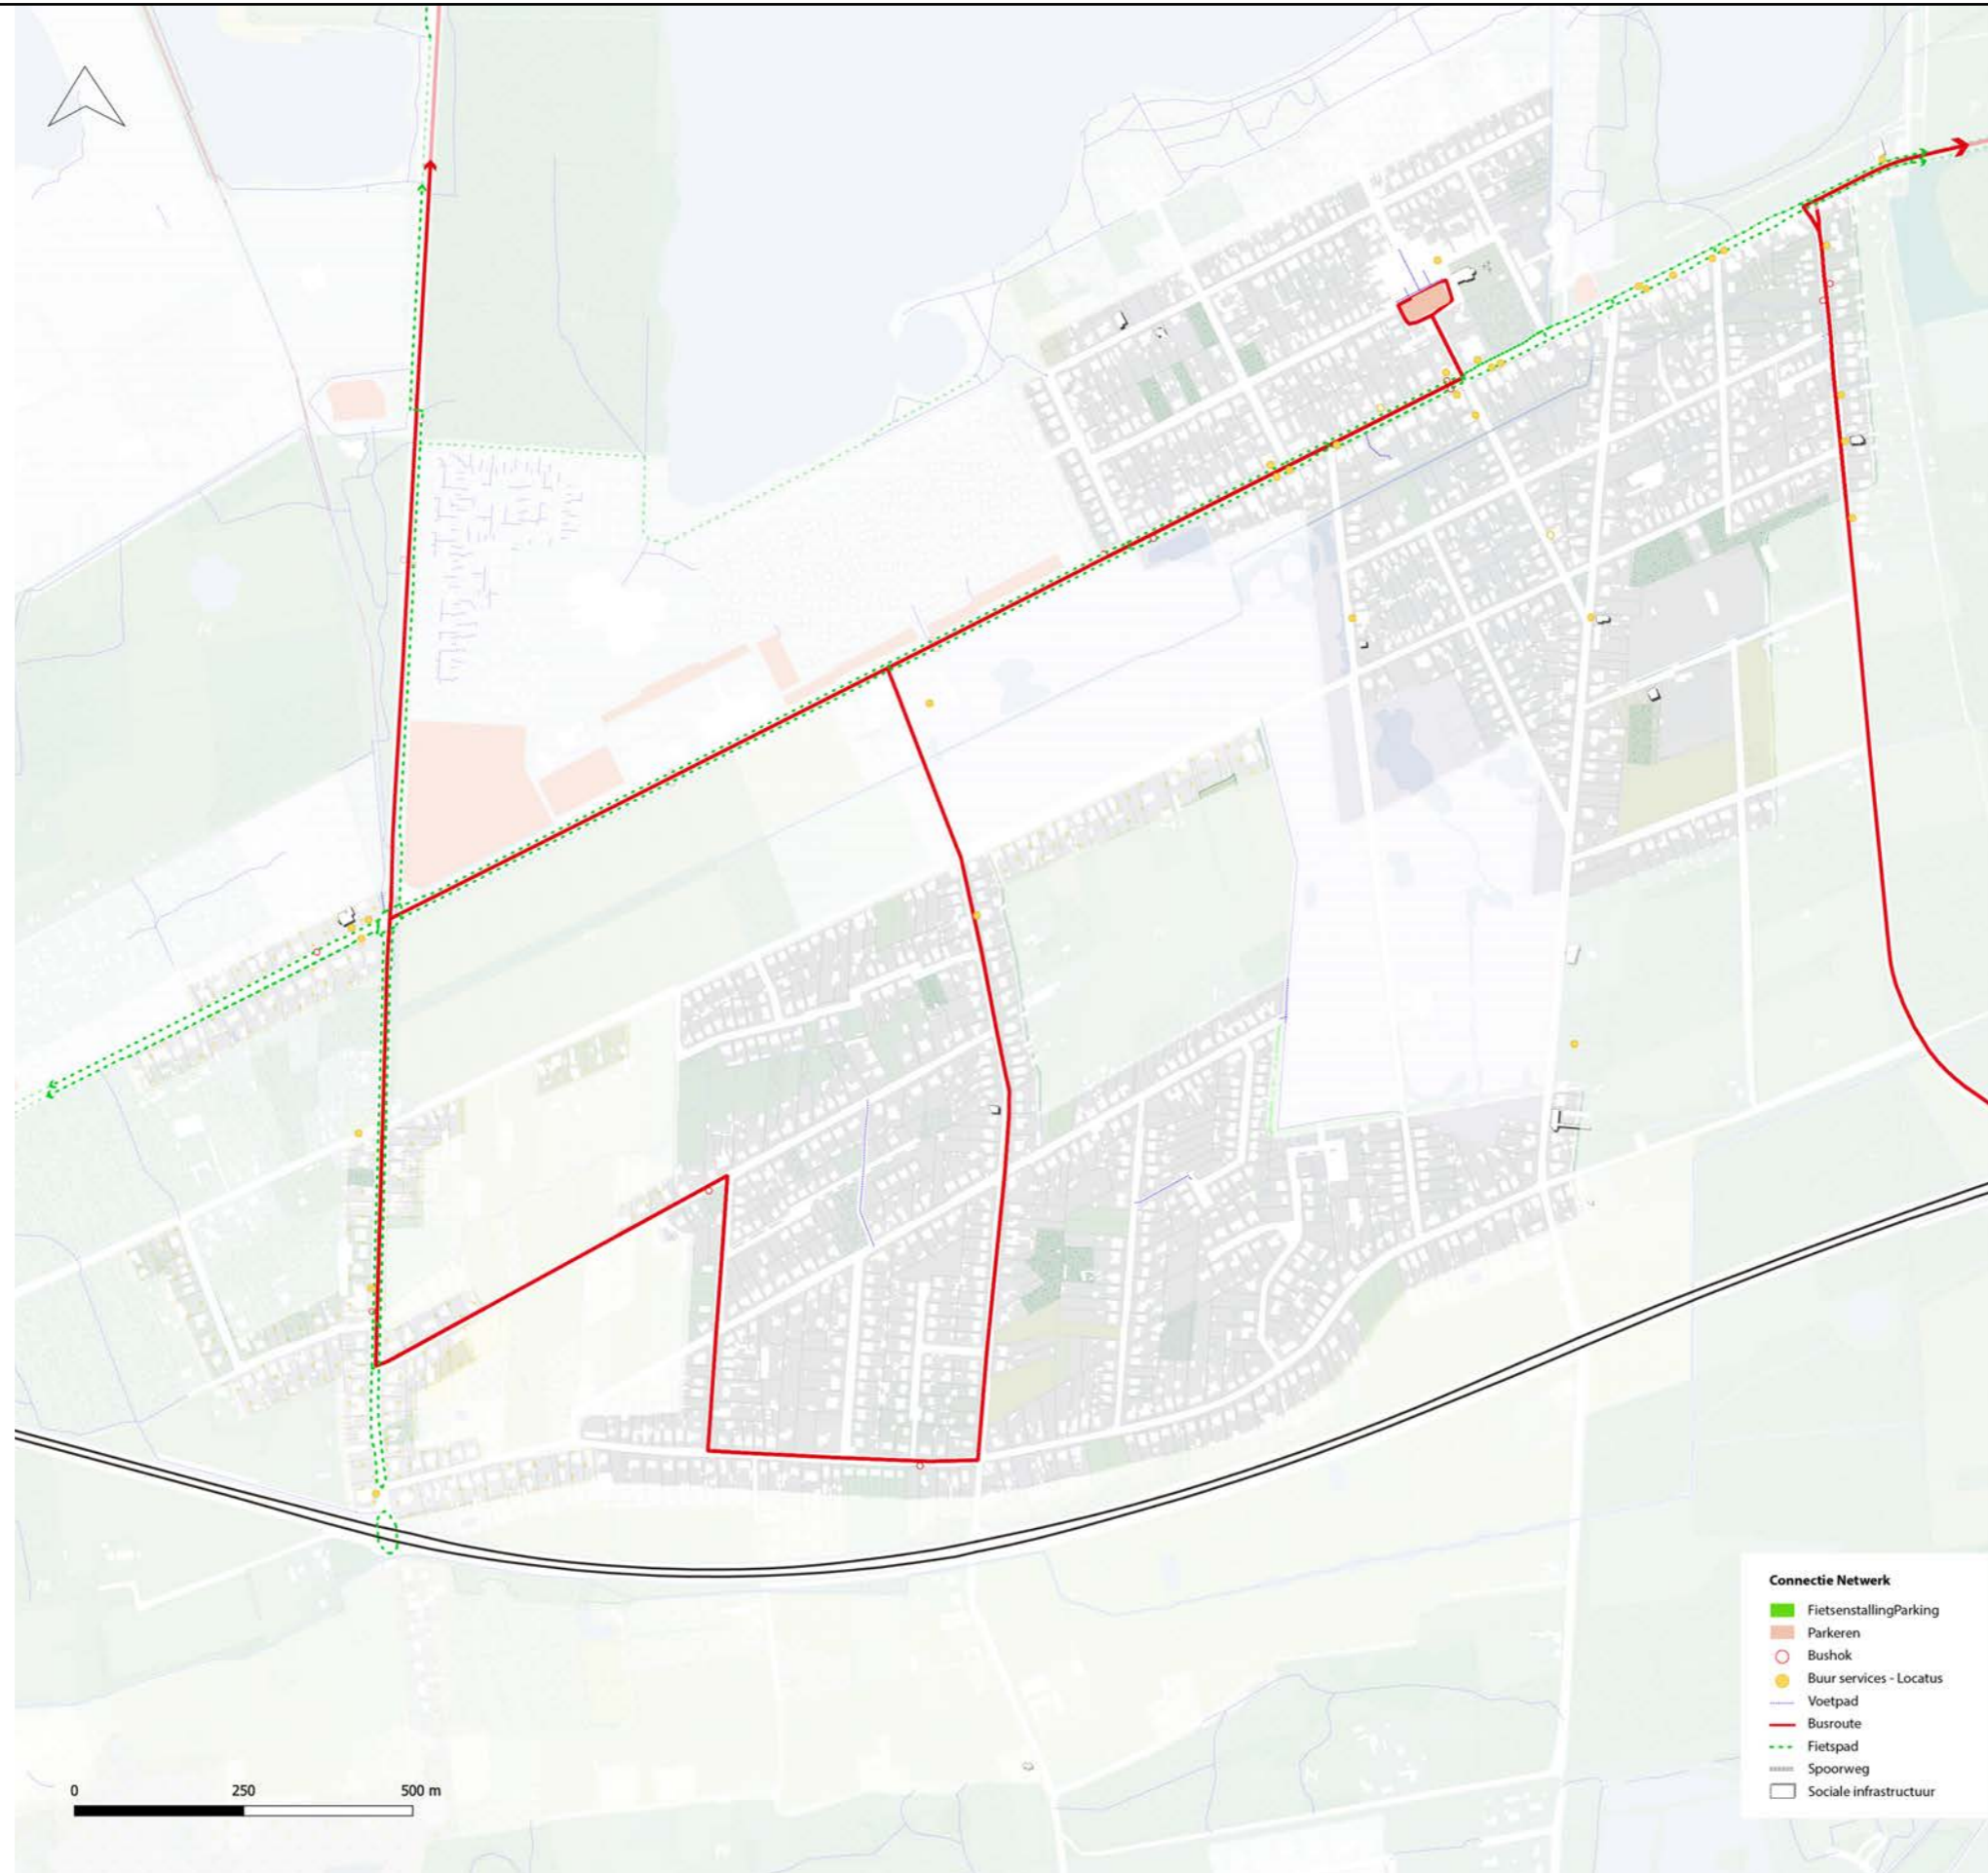 Connectie Netwerk
FietsenstallingParking
Parkeren
Bushok
Buur services - Locatus
Voetpad
Busroute
Fietspad
Spoorweg
Sociale infrastructuur
0 250 500 m